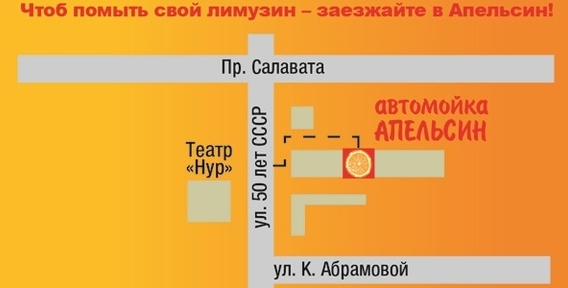 Чтоб помыть свой лимузин – заезжайте в Апельсин!
Пр. Салавата
автомойка
АПЕЛЬСИН
Театр
«Нур»
ул. 50 лет СССР
ул. К. Абрамовой